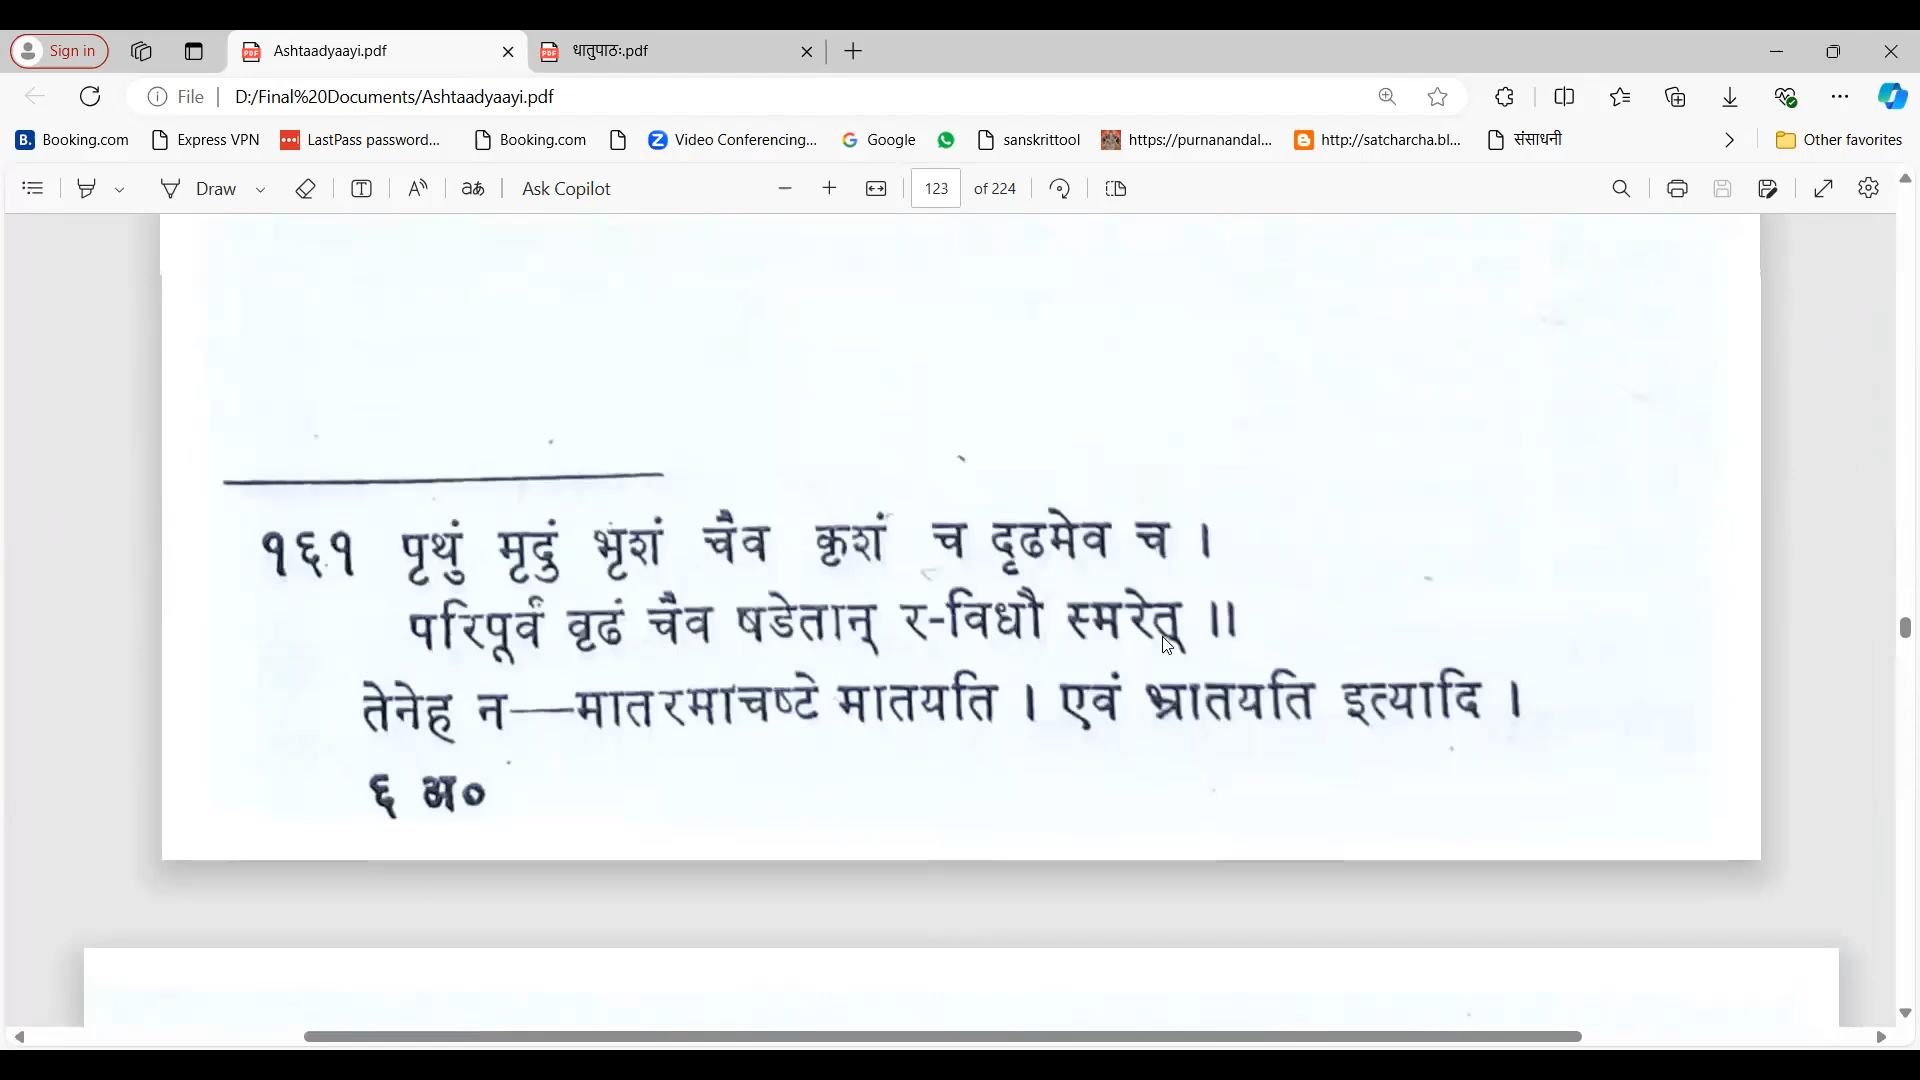 Sign in
Ashtaadyaayi.pdf
धातुपाठः.pdf
File
D:/Final%20Documents/Ashtaadyaayi.pdf
Booking.com
Express VPN
LastPass password...
Booking.com
Video Conferencing...
Google
sanskrittool
https://purnanandal...
http://satcharcha.bl...
संसाधनी
Other favorites
Draw
Ask Copilot
123 of 224
१६१ पृथुं मृदुं भृशं चैव कृशं च दृढमेव च ।
परिपूर्वं वृढं चैव षडेतान् र-विधौ स्मरेत् ।।
तेनेह न—मातरमाचष्टे मातयति । एवं भ्रातयति इत्यादि ।
६ अ०